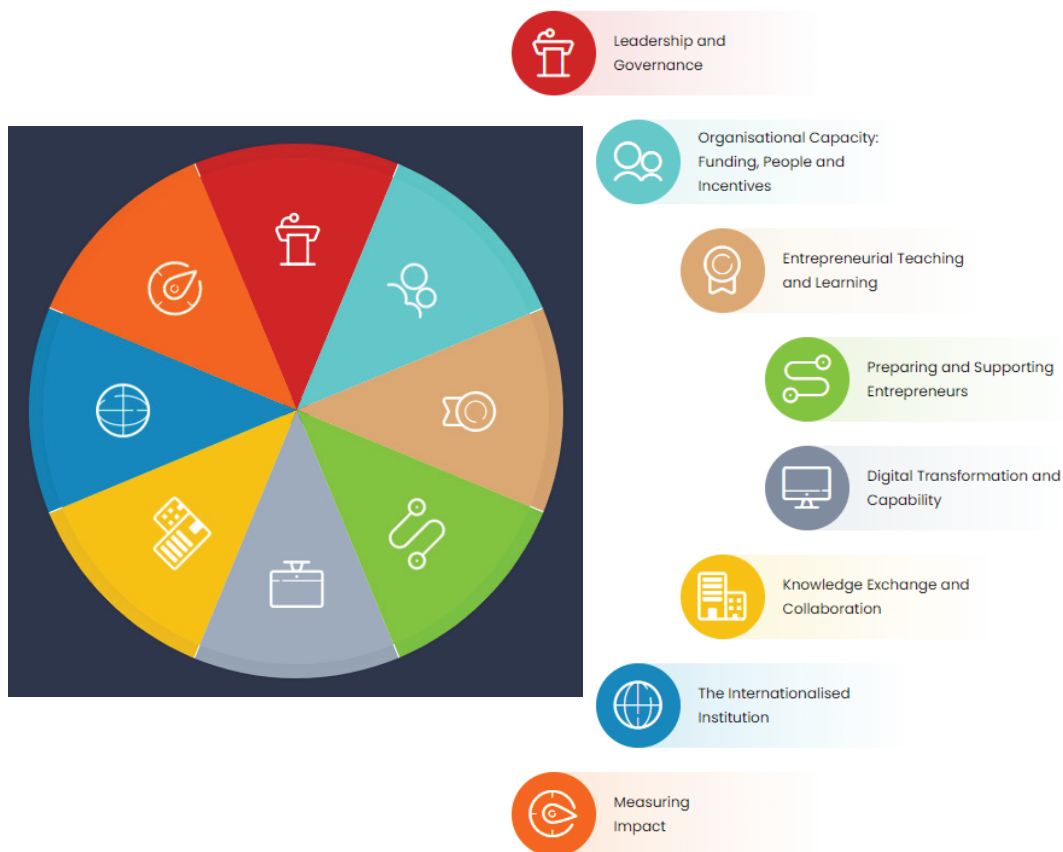 Leadership and
Governance
Organisational Capacity:
Funding, People and
Incentives
Entrepreneurial Teaching
and Learning
Preparing and Supporting
Entrepreneurs
Digital Transformation and
Capability
Knowledge Exchange and
Collaboration
The Internationalised
Institution
Measuring
Impact